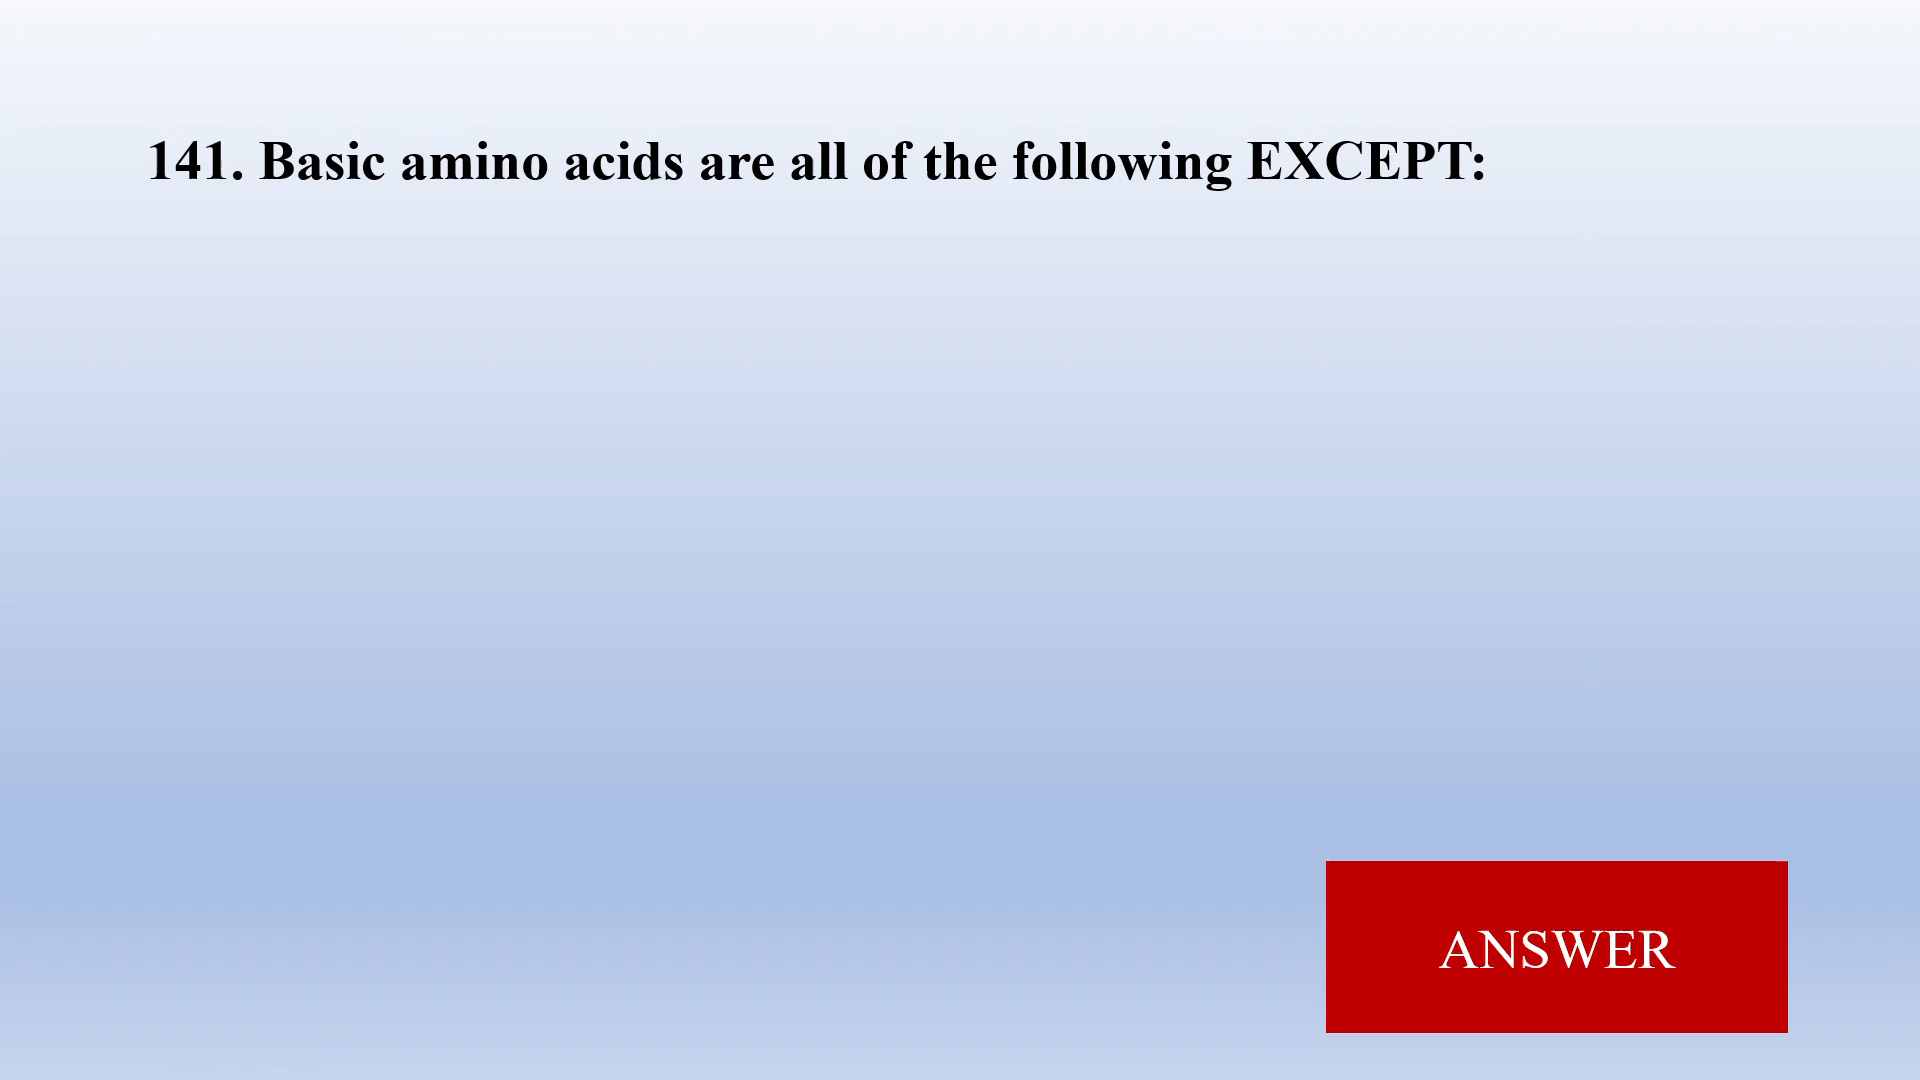 141. Basic amino acids are all of the following EXCEPT:
ANSWER